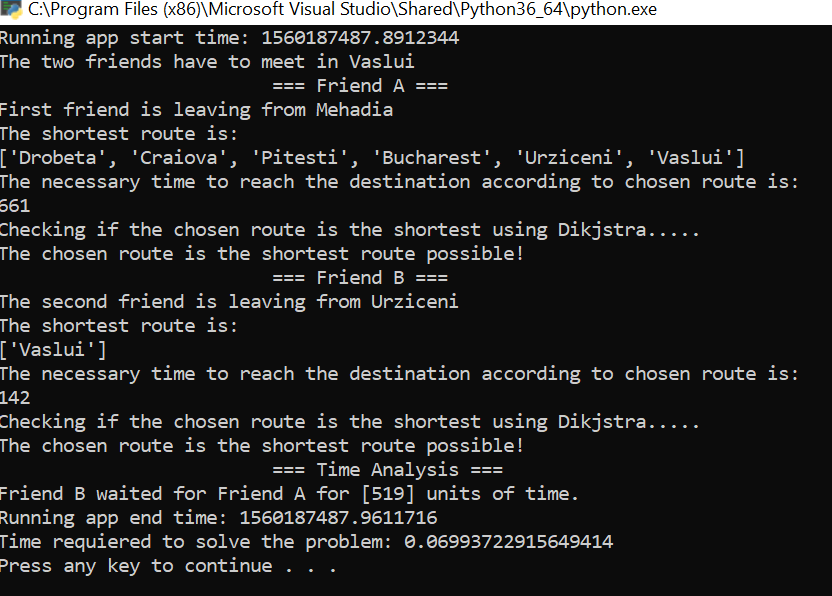 C:\Program Files (x86)\Microsoft Visual Studio\Shared\Python36_64\python.exe
Running app start time: 1560187487.8912344
The two friends have to meet in Vaslui
=== Friend A ===
First friend is leaving from Mehadia
The shortest route is:
['Drobeta', 'Craiova', 'Pitesti', 'Bucharest', 'Urziceni', 'Vaslui']
The necessary time to reach the destination according to chosen route is:
661
Checking if the chosen route is the shortest using Dikjstra.....
The chosen route is the shortest route possible!
=== Friend B ===
The second friend is leaving from Urziceni
The shortest route is:
['Vaslui']
The necessary time to reach the destination according to chosen route is:
142
Checking if the chosen route is the shortest using Dikjstra.....
The chosen route is the shortest route possible!
=== Time Analysis ===
Friend B waited for Friend A for [519] units of time.
Running app end time: 1560187487.9611716
Time requiered to solve the problem: 0.06993722915649414
Press any key to continue . . .